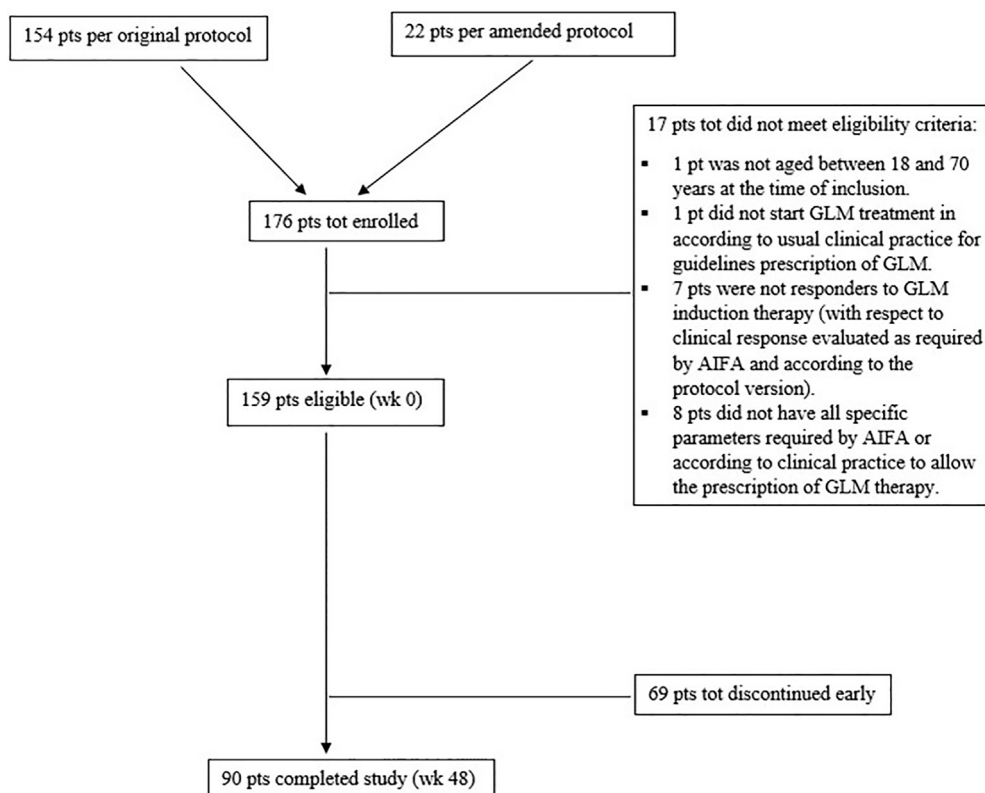 154 pts per original protocol
22 pts per amended protocol
17 pts tot did not meet eligibility criteria:
▪ 1 pt was not aged between 18 and 70
years at the time of inclusion.
▪ 1 pt did not start GLM treatment in
according to usual clinical practice for
guidelines prescription of GLM.
▪ 7 pts were not responders to GLM
induction therapy (with respect to
clinical response evaluated as required
by AIFA and according to the
protocol version).
▪ 8 pts did not have all specific
parameters required by AIFA or
according to clinical practice to allow
the prescription of GLM therapy.
176 pts tot enrolled
159 pts eligible (wk 0)
69 pts tot discontinued early
90 pts completed study (wk 48)